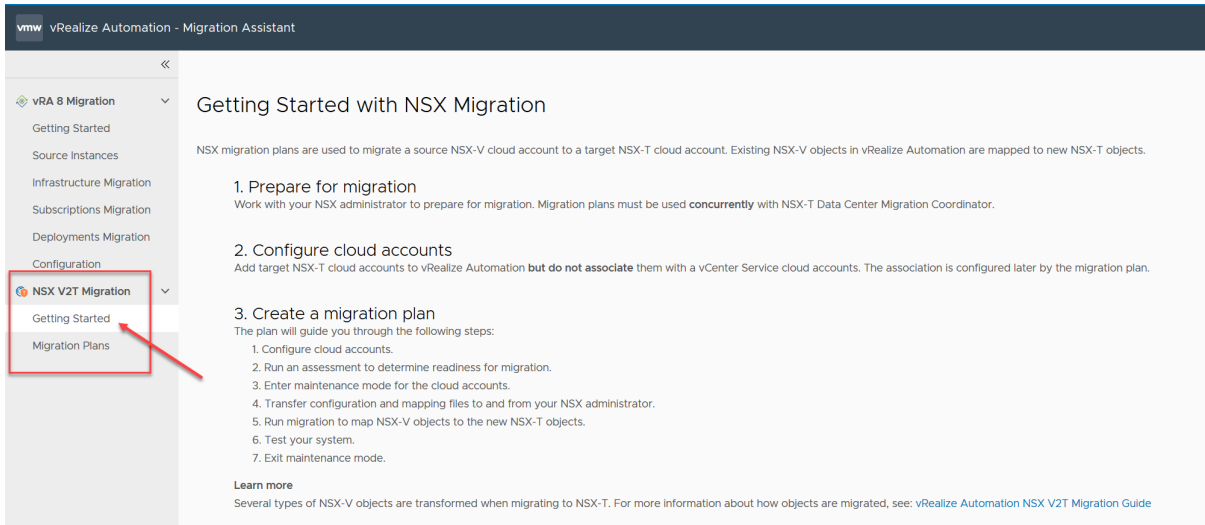 vmw vRealize Automation - Migration Assistant
vRA 8 Migration
Getting Started
Source Instances
Infrastructure Migration
Subscriptions Migration
Deployments Migration
Configuration
NSX V2T Migration
Getting Started
Migration Plans
Getting Started with NSX Migration
NSX migration plans are used to migrate a source NSX-V cloud account to a target NSX-T cloud account. Existing NSX-V objects in vRealize Automation are mapped to new NSX-T objects.
1. Prepare for migration
Work with your NSX administrator to prepare for migration. Migration plans must be used concurrently with NSX-T Data Center Migration Coordinator.
2. Configure cloud accounts
Add target NSX-T cloud accounts to vRealize Automation but do not associate them with a vCenter Service cloud accounts. The association is configured later by the migration plan.
3. Create a migration plan
The plan will guide you through the following steps:
1. Configure cloud accounts.
2. Run an assessment to determine readiness for migration.
3. Enter maintenance mode for the cloud accounts.
4. Transfer configuration and mapping files to and from your NSX administrator.
5. Run migration to map NSX-V objects to the new NSX-T objects.
6. Test your system.
7. Exit maintenance mode.
Learn more
Several types of NSX-V objects are transformed when migrating to NSX-T. For more information about how objects are migrated, see: vRealize Automation NSX V2T Migration Guide